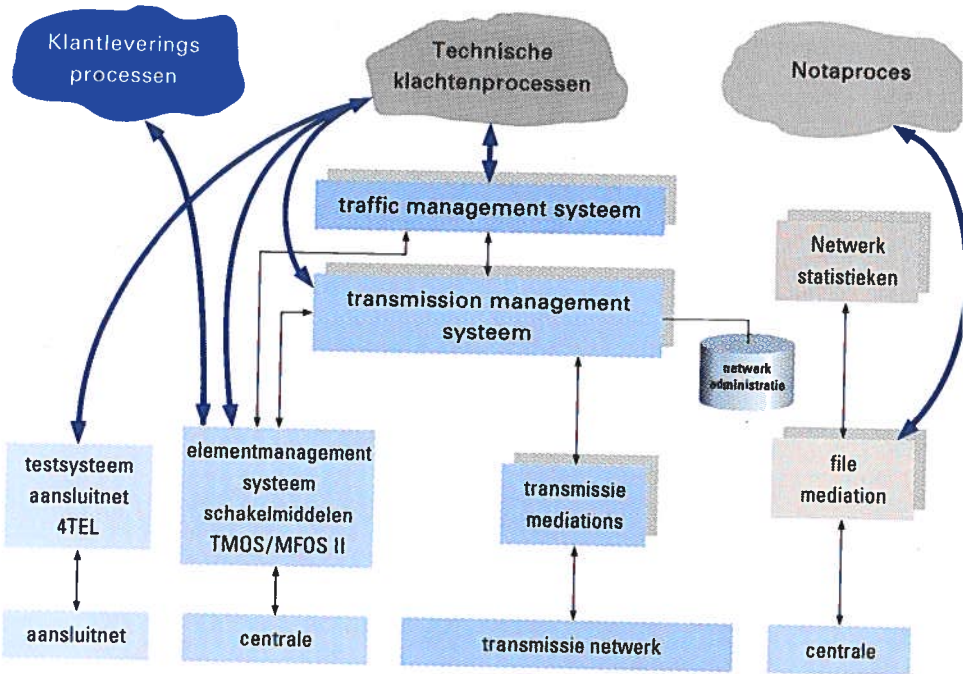 Klantleverings
processen
Technische
klachtenprocessen
Notaproces
traffic management systeem
Netwerk
statistieken
transmission management
systeem
netwerk
administratie
testsysteem
aansluitnet
4TEL
elementmanagement
systeem
schakelmiddelen
TMOS/MFOS II
transmissie
mediations
file
mediation
aansluitnet
centrale
transmissie netwerk
centrale